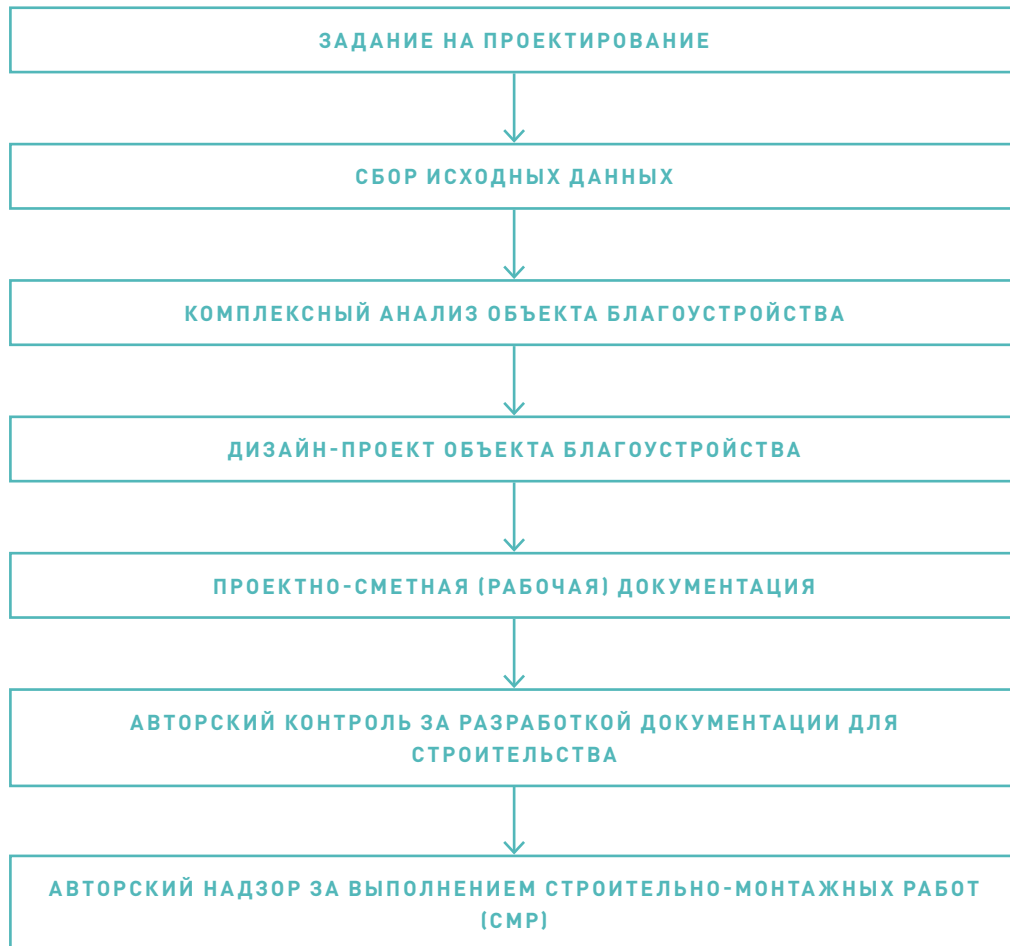 ЗАДАНИЕ НА ПРОЕКТИРОВАНИЕ
СБОР ИСХОДНЫХ ДАННЫХ
КОМПЛЕКСНЫЙ АНАЛИЗ ОБЪЕКТА БЛАГОУСТРОЙСТВА
ДИЗАЙН-ПРОЕКТ ОБЪЕКТА БЛАГОУСТРОЙСТВА
ПРОЕКТНО-СМЕТНАЯ (РАБОЧАЯ) ДОКУМЕНТАЦИЯ
АВТОРСКИЙ КОНТРОЛЬ ЗА РАЗРАБОТКОЙ ДОКУМЕНТАЦИИ ДЛЯ
СТРОИТЕЛЬСТВА
АВТОРСКИЙ НАДЗОР ЗА ВЫПОЛНЕНИЕМ СТРОИТЕЛЬНО-МОНТАЖНЫХ РАБОТ
(СМР)